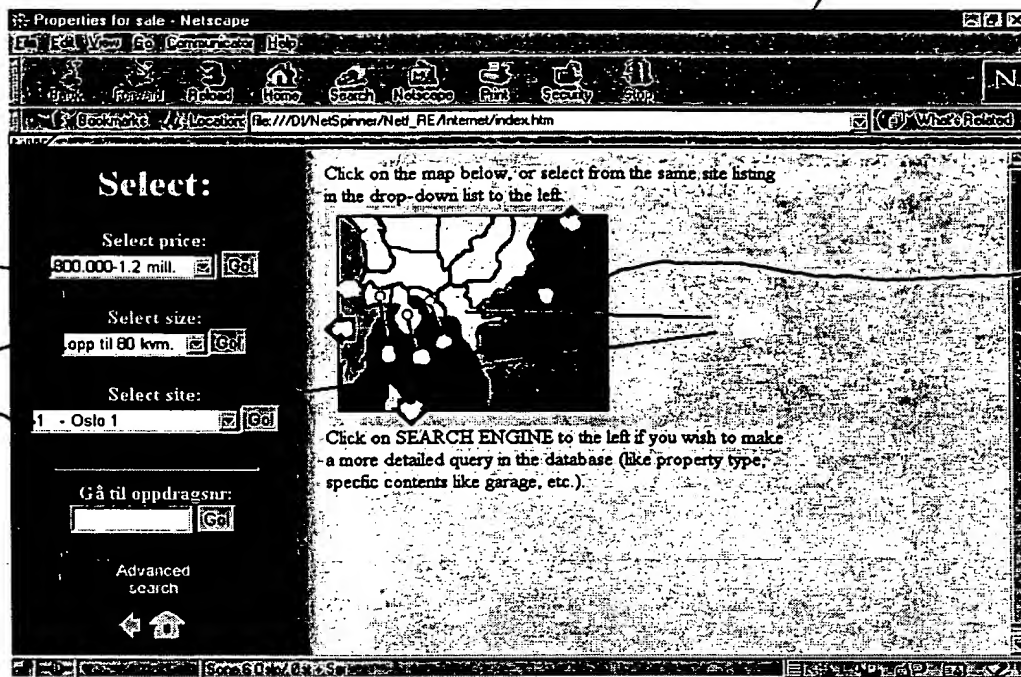 Properties for sale - Netscape
File Edit View Go Communicator Help
Back Forward Reload Home Search Netscape Print Security Stop
N
Bookmarks Location: file:///D|/NetSpinner/Netf_RE/Internet/index.htm What's Related
Select:
Select price:
800.000-1.2 mill. Go!
Select size:
opp til 80 kvm. Go!
Select site:
1 - Oslo 1 Go!
Gå til oppdragsnr:
Go!
Advanced
search
Click on the map below, or select from the same site listing
in the drop-down list to the left.
Click on SEARCH ENGINE to the left if you wish to make
a more detailed query in the database (like property type,
specfic contents like garage, etc.)